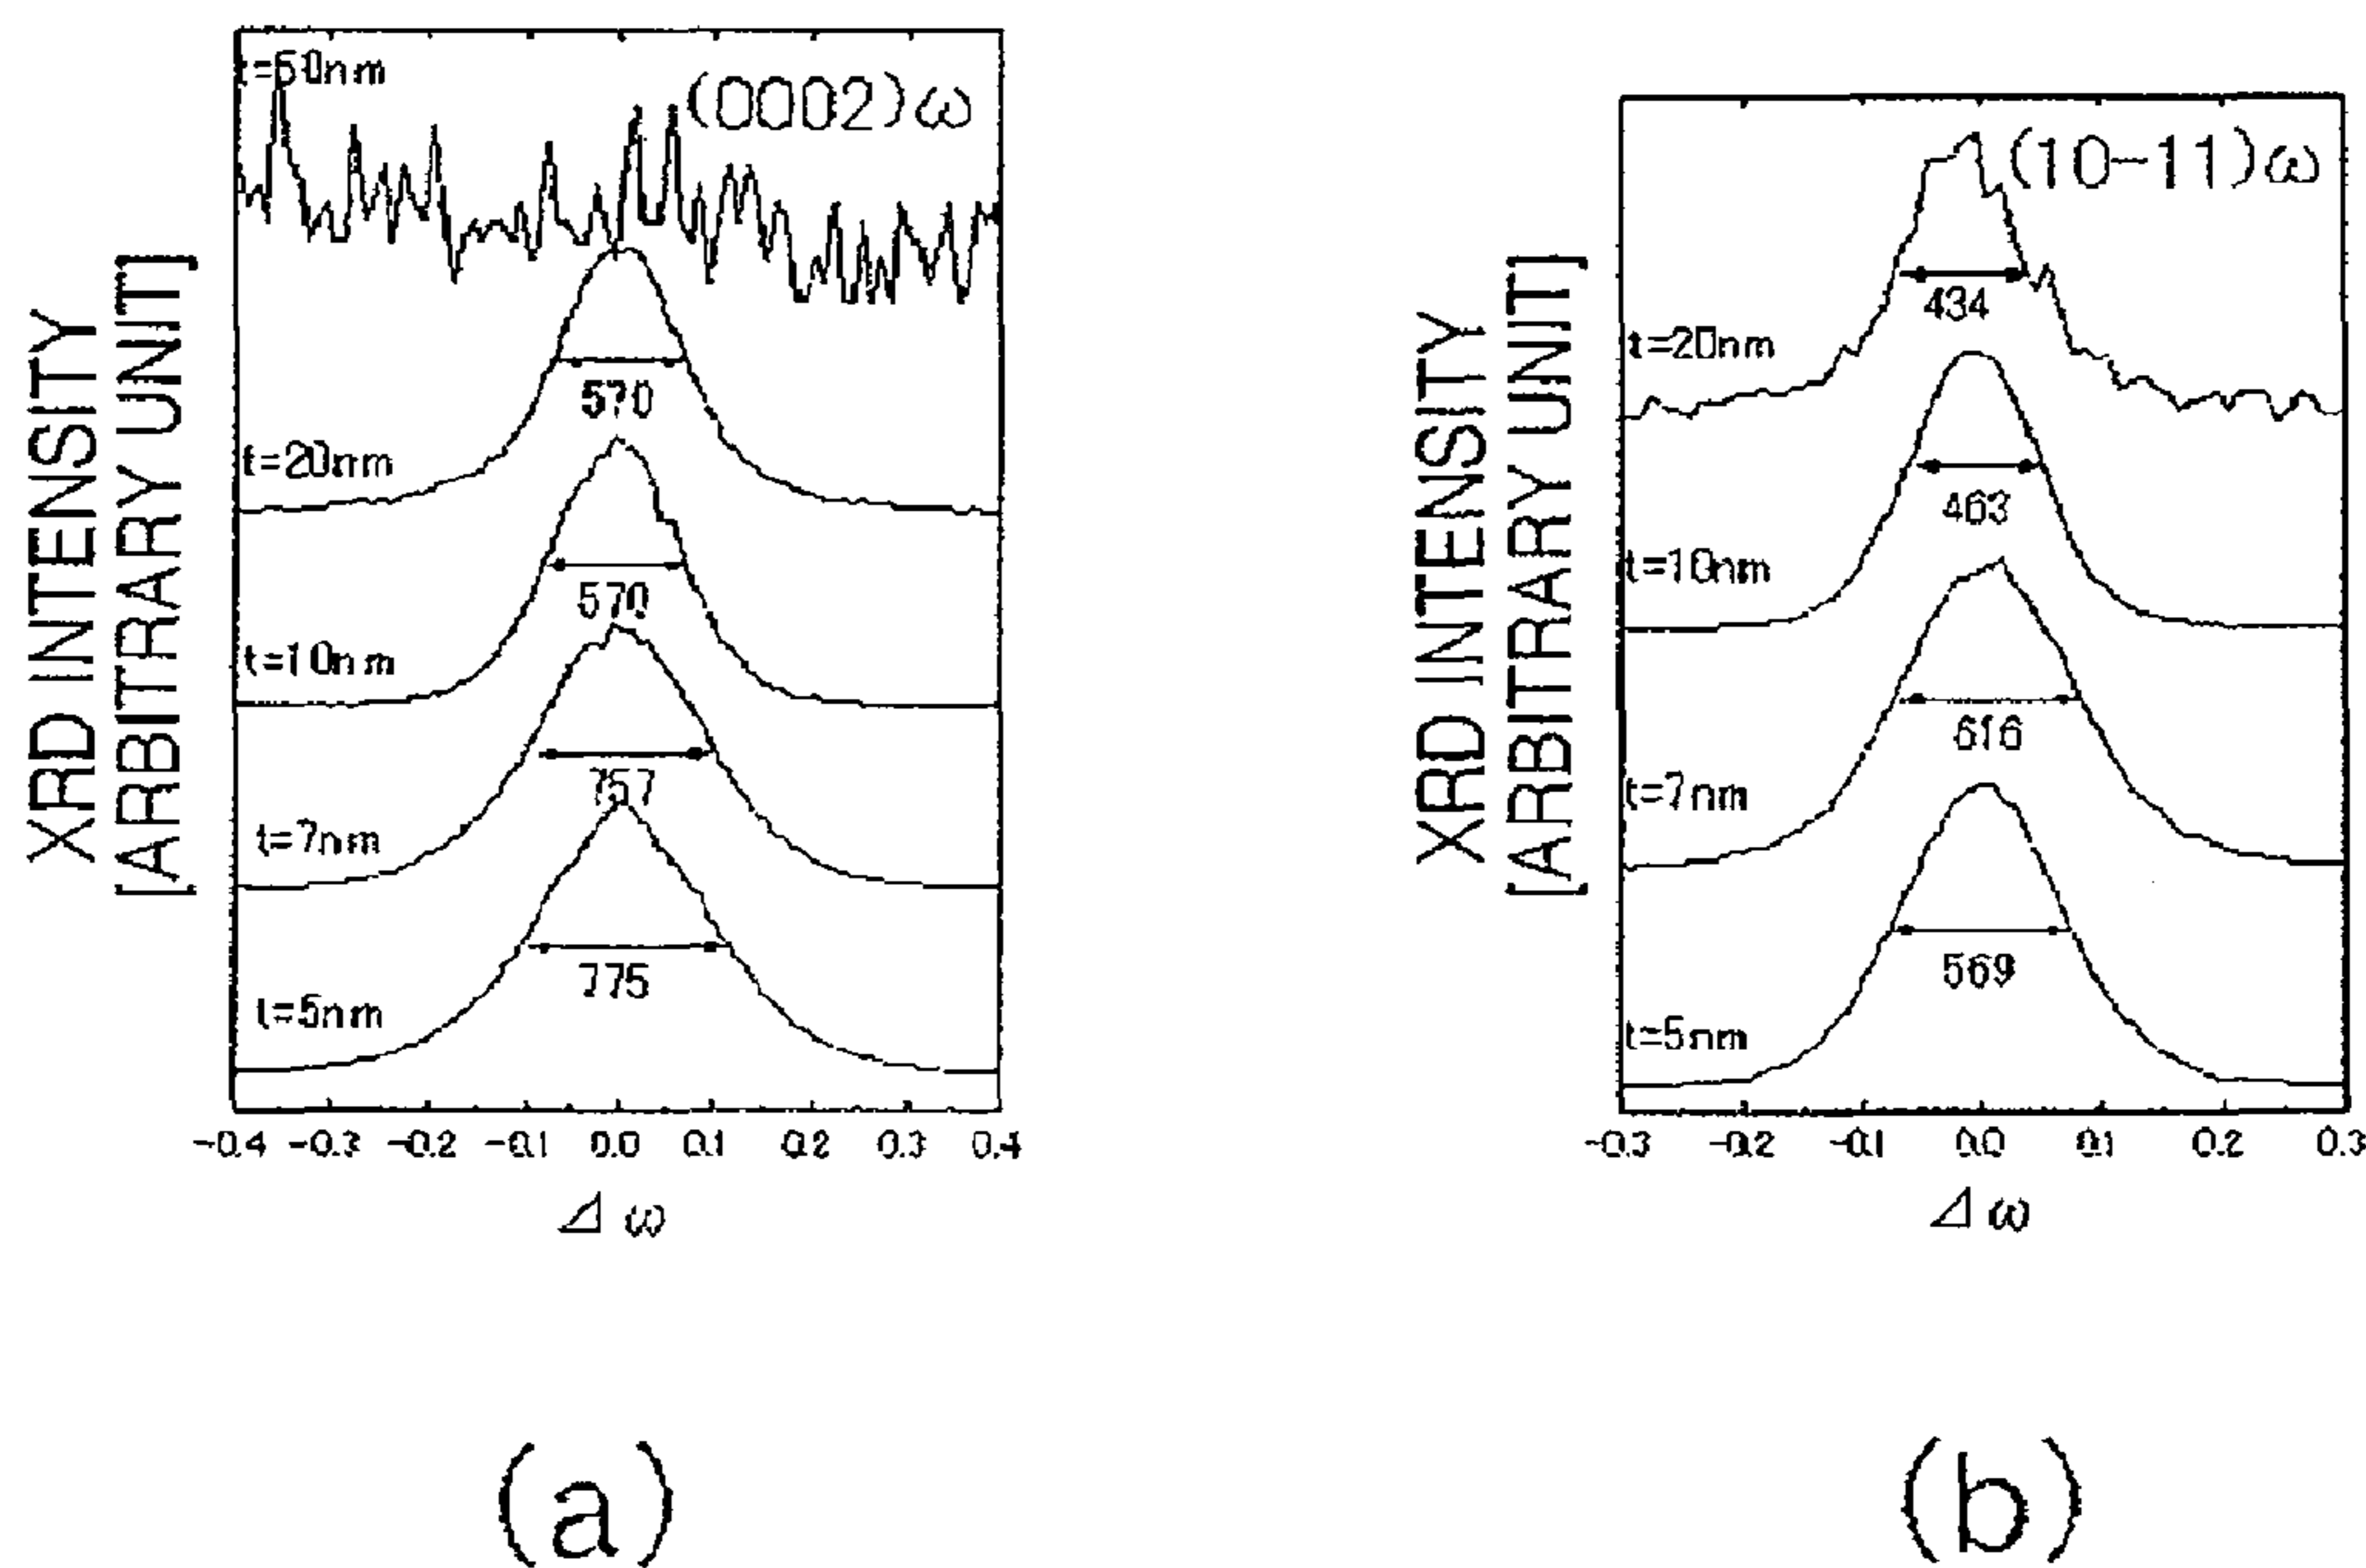 XRD INTENSITY
[ARBITRARY UNIT]
t=50nm
(0002)ω
570
t=20nm
570
t=10nm
757
t=7nm
775
t=5nm
-0.4 -0.3 -0.2 -0.1 0.0 0.1 0.2 0.3 0.4
Δω
(a)
XRD INTENSITY
[ARBITRARY UNIT]
(10-11)ω
434
t=20nm
463
t=10nm
616
t=7nm
569
t=5nm
-0.3 -0.2 -0.1 0.0 0.1 0.2 0.3
Δω
(b)